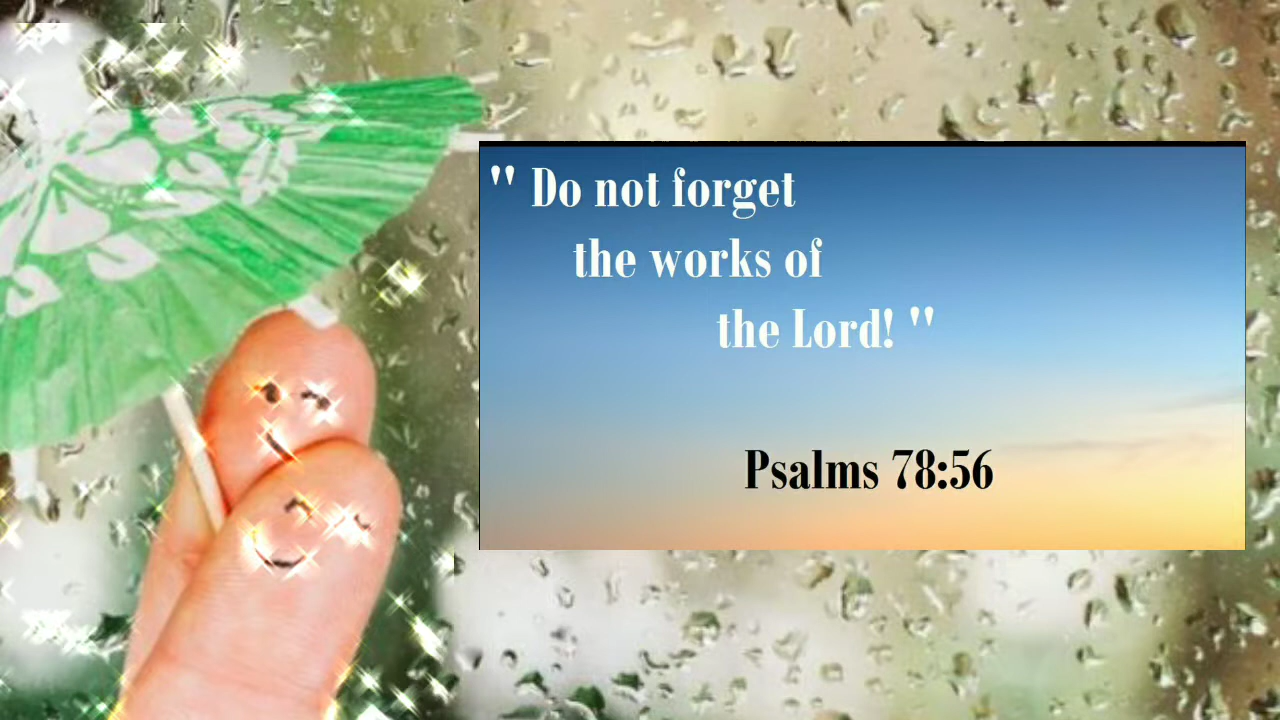 " Do not forget
the works of
the Lord! "
Psalms 78:56